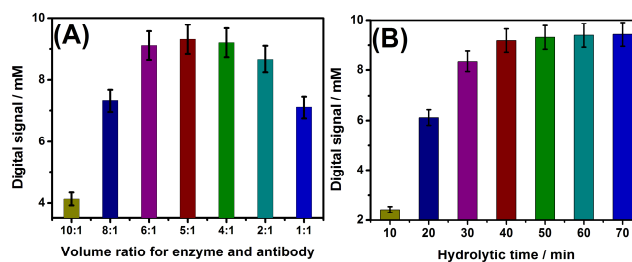 (A)
Digital signal / mM
10
8
6
4
10:1 8:1 6:1 5:1 4:1 2:1 1:1
Volume ratio for enzyme and antibody
(B)
Digital signal / mM
10
8
6
4
2
10 20 30 40 50 60 70
Hydrolytic time / min